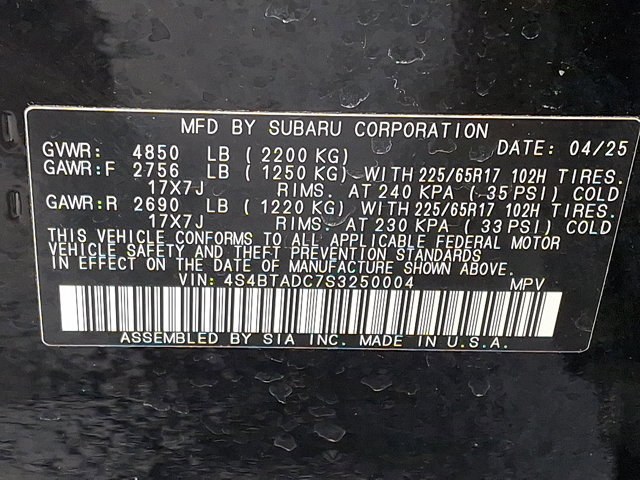 MFD BY SUBARU CORPORATION DATE: 04/25
GVWR: 4850 LB (2200 KG)
GAWR:F 2756 LB (1250 KG) WITH 225/65R17 102H TIRES.
17X7J RIMS. AT 240 KPA (35 PSI) COLD
GAWR:R 2690 LB (1220 KG) WITH 225/65R17 102H TIRES.
17X7J RIMS. AT 230 KPA (33 PSI) COLD
THIS VEHICLE CONFORMS TO ALL APPLICABLE FEDERAL MOTOR
VEHICLE SAFETY AND THEFT PREVENTION STANDARDS
IN EFFECT ON THE DATE OF MANUFACTURE SHOWN ABOVE.
VIN: 4S4BTADC7S3250004 MPV
ASSEMBLED BY SIA INC. MADE IN U.S.A.